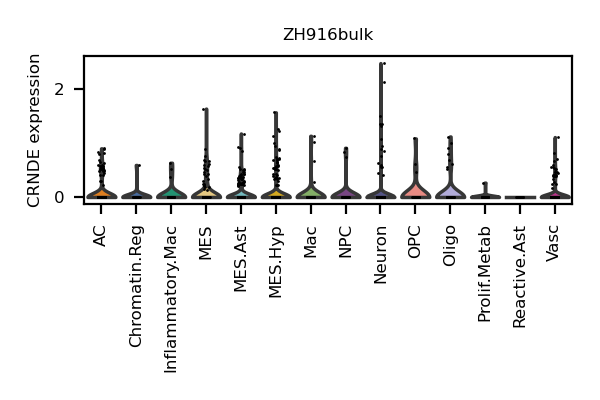 ZH916bulk
CRNDE expression
2
0
AC
Chromatin.Reg
Inflammatory.Mac
MES
MES.Ast
MES.Hyp
Mac
NPC
Neuron
OPC
Oligo
Prolif.Metab
Reactive.Ast
Vasc